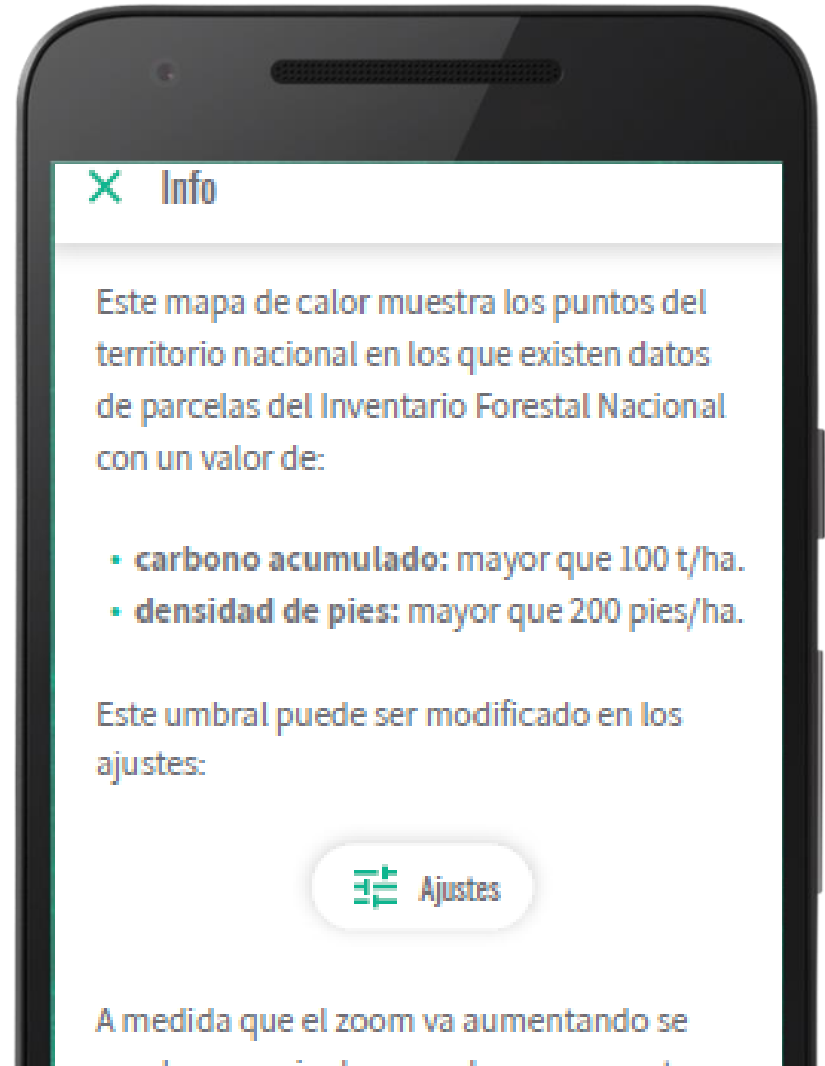 Info
Este mapa de calor muestra los puntos del
territorio nacional en los que existen datos
de parcelas del Inventario Forestal Nacional
con un valor de:
• carbono acumulado: mayor que 100 t/ha.
• densidad de pies: mayor que 200 pies/ha.
Este umbral puede ser modificado en los
ajustes:
Ajustes
A medida que el zoom va aumentando se